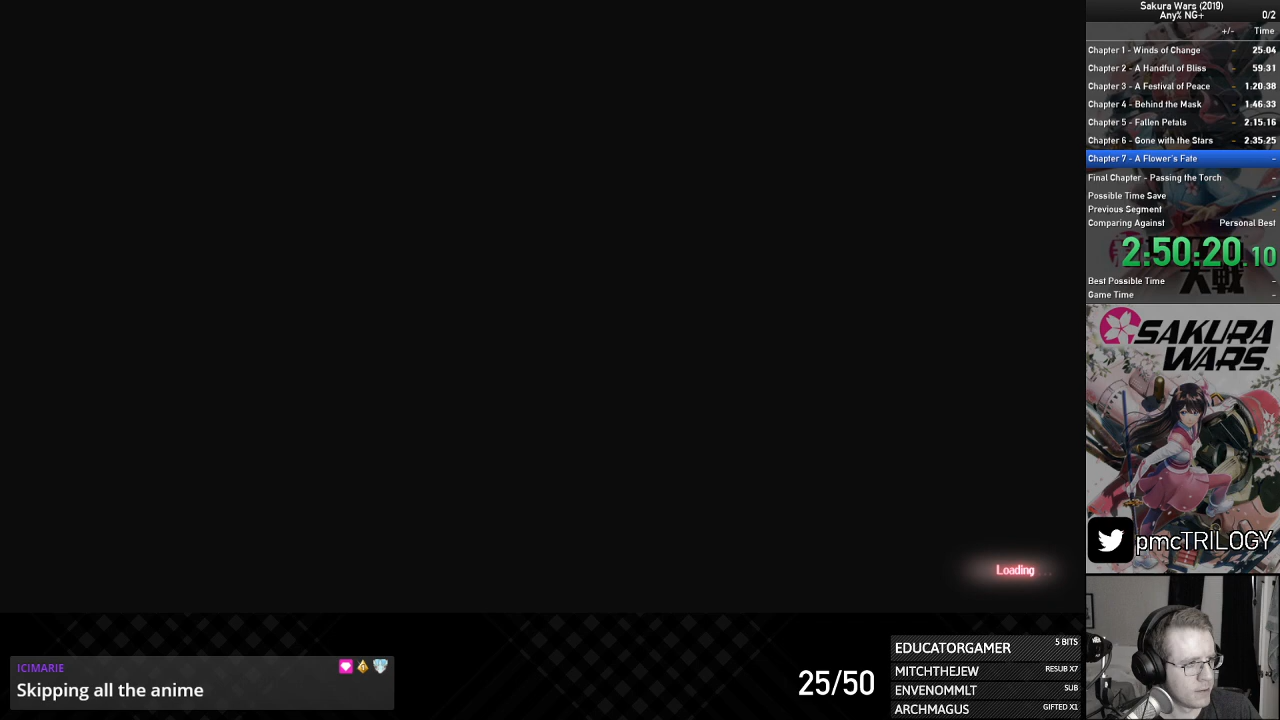 Sakura Wars (2019)
Any% NG+ 0/2
+/- Time
Chapter 1 - Winds of Change - 25.04
Chapter 2 - A Handful of Bliss - 59.31
Chapter 3 - A Festival of Peace - 1:20.38
Chapter 4 - Behind the Mask - 1:46.33
Chapter 5 - Fallen Petals - 2:15.16
Chapter 6 - Gone with the Stars - 2:35.25
Chapter 7 - A Flower's Fate -
Final Chapter - Passing the Torch -
Possible Time Save -
Previous Segment -
Comparing Against Personal Best
2:50:20.10
大戦
Best Possible Time -
Game Time -
SAKURA
WARS
pmcTRILOGY
Loading...
ICIMARIE
Skipping all the anime
25/50
EDUCATORGAMER 5 BITS
MITCHTHEJEW RESUB X7
ENVENOMMLT SUB
ARCHMAGUS GIFTED X1